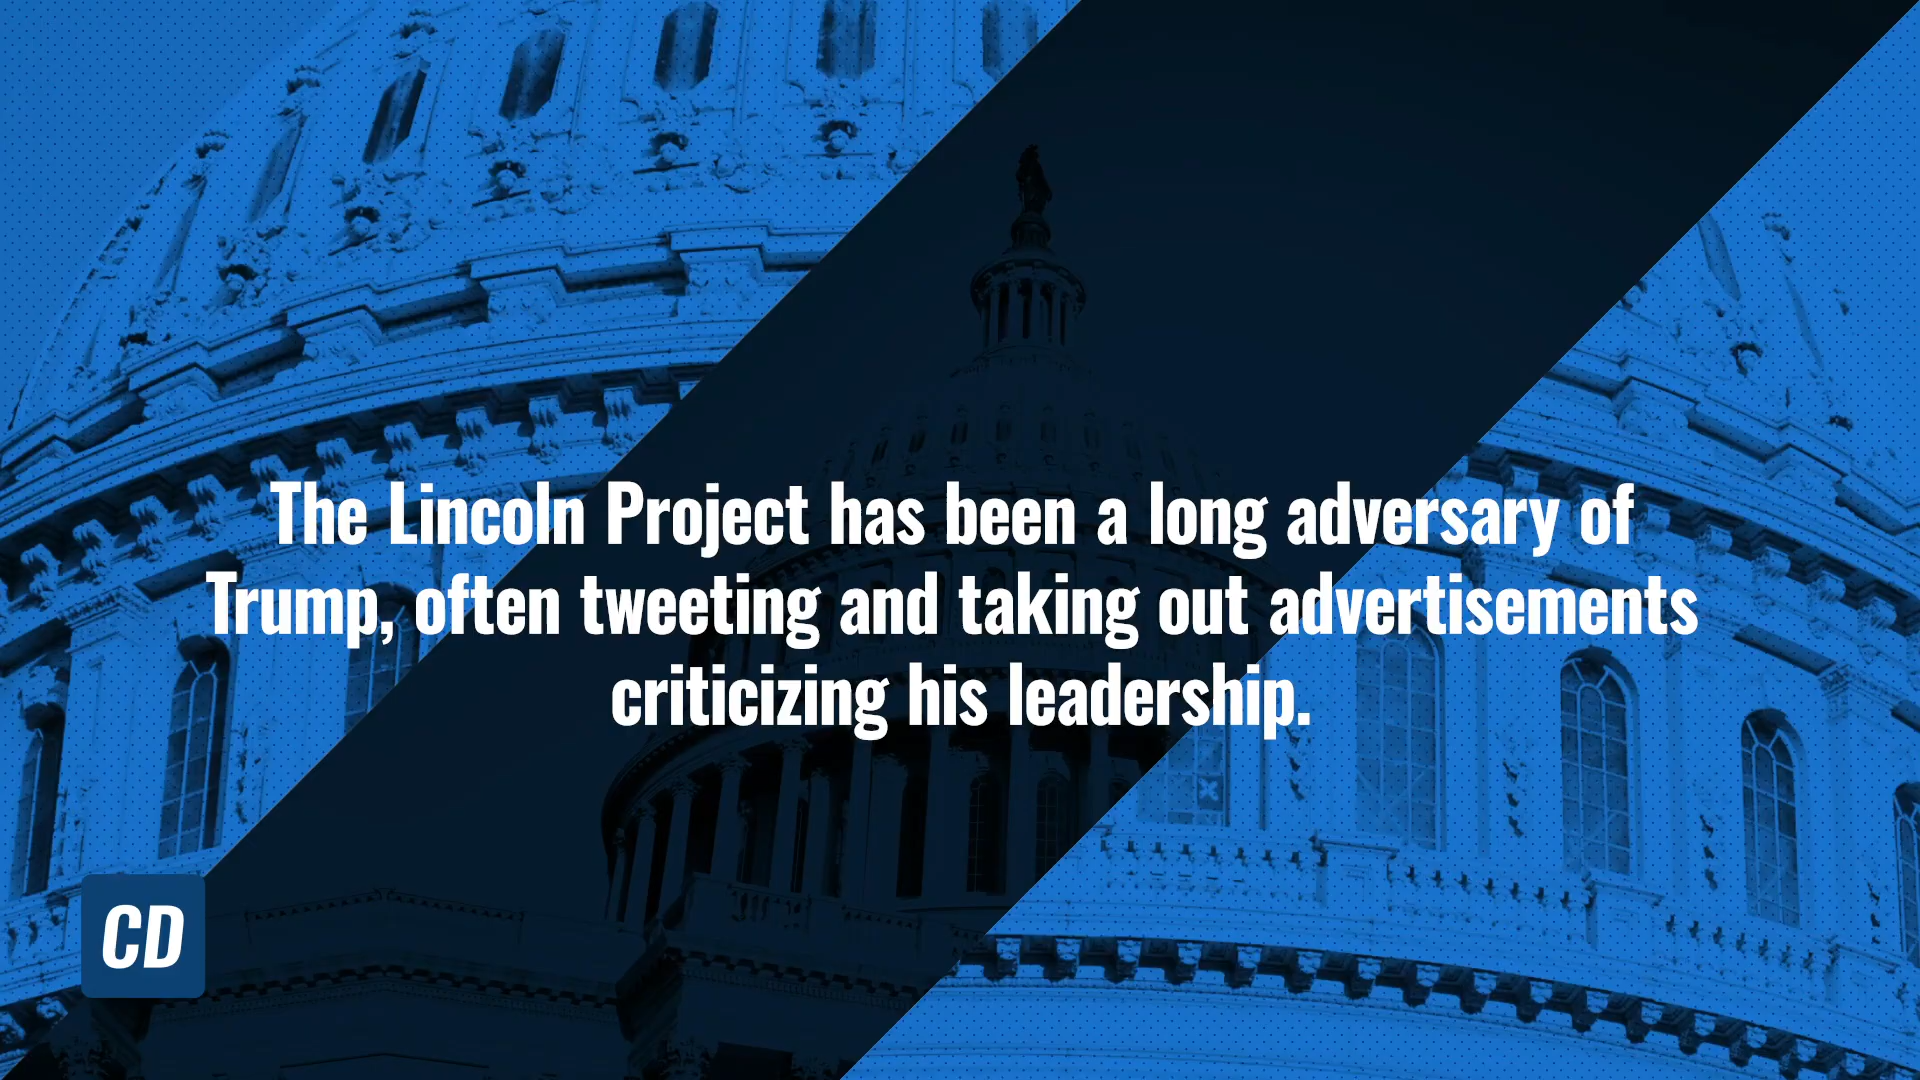 The Lincoln Project has been a long adversary of
Trump, often tweeting and taking out advertisements
criticizing his leadership.
CD